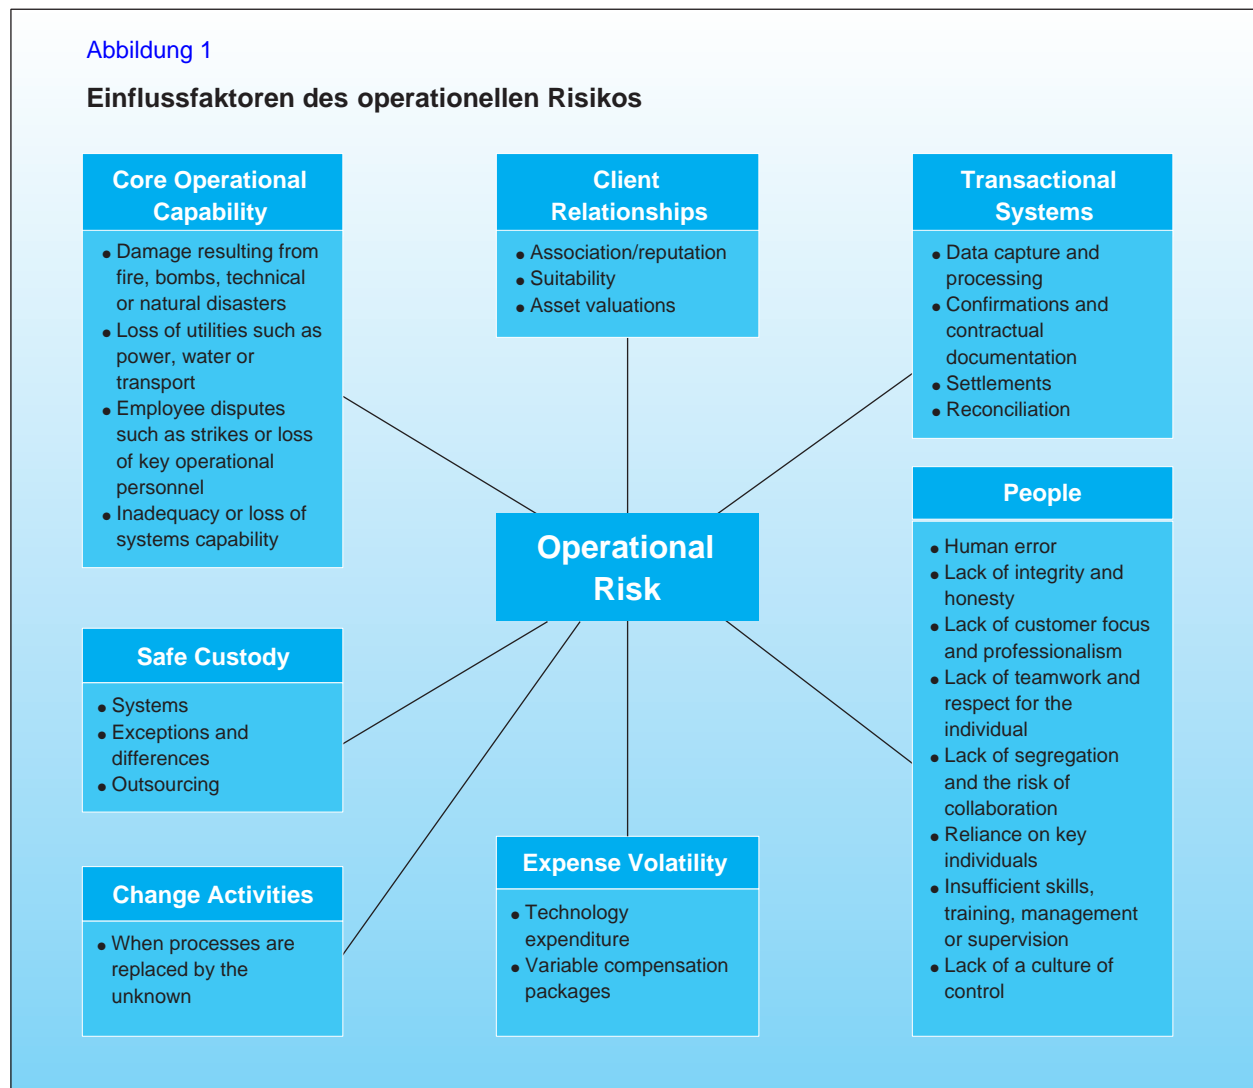 Abbildung 1
Einflussfaktoren des operationellen Risikos
Core Operational
Capability
● Damage resulting from
fire, bombs, technical
or natural disasters
● Loss of utilities such as
power, water or
transport
● Employee disputes
such as strikes or loss
of key operational
personnel
● Inadequacy or loss of
systems capability
Client
Relationships
● Association/reputation
● Suitability
● Asset valuations
Transactional
Systems
● Data capture and
processing
● Confirmations and
contractual
documentation
● Settlements
● Reconciliation
Operational
Risk
People
● Human error
● Lack of integrity and
honesty
● Lack of customer focus
and professionalism
● Lack of teamwork and
respect for the
individual
● Lack of segregation
and the risk of
collaboration
● Reliance on key
individuals
● Insufficient skills,
training, management
or supervision
● Lack of a culture of
control
Safe Custody
● Systems
● Exceptions and
differences
● Outsourcing
Change Activities
● When processes are
replaced by the
unknown
Expense Volatility
● Technology
expenditure
● Variable compensation
packages